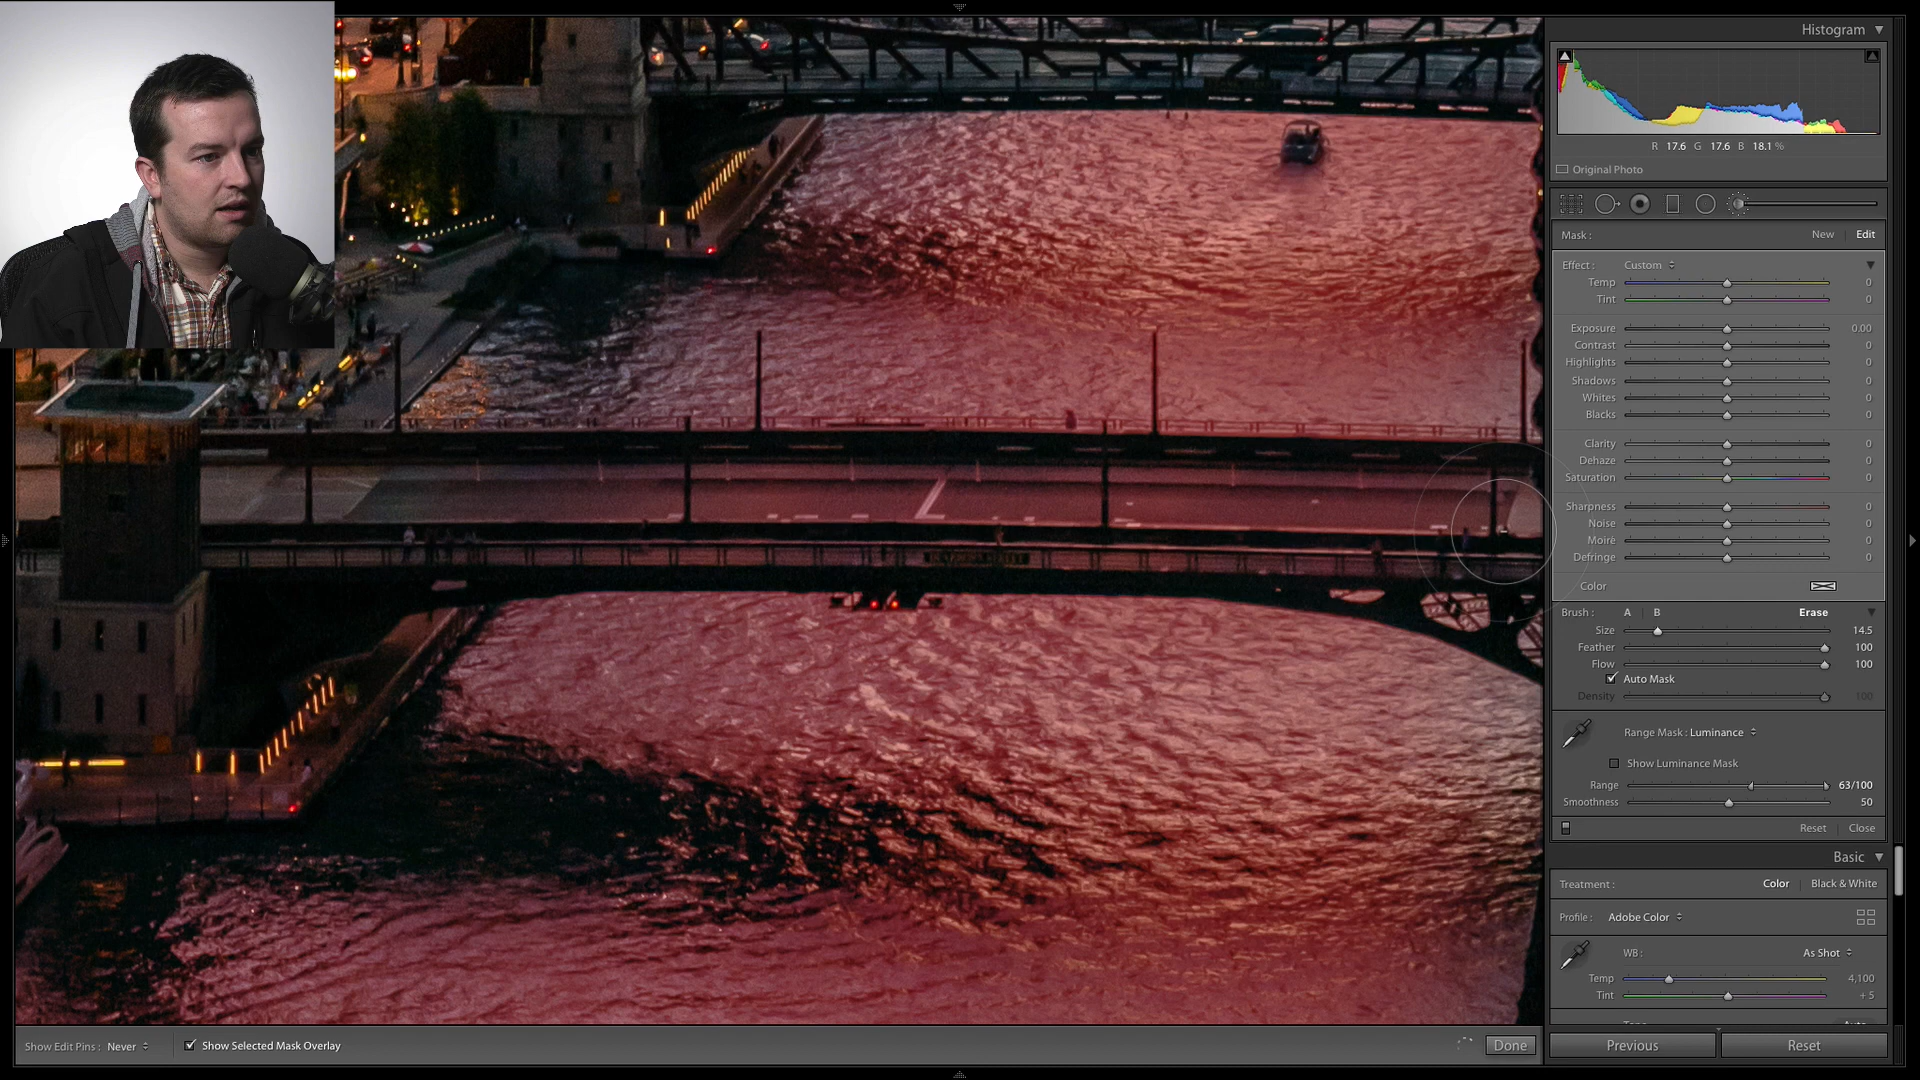 Histogram
R 17.6 G 17.6 B 18.1 %
Original Photo
Mask : New Edit
Effect : Custom
Temp 0
Tint 0
Exposure 0.00
Contrast 0
Highlights 0
Shadows 0
Whites 0
Blacks 0
Clarity 0
Dehaze 0
Saturation 0
Sharpness 0
Noise 0
Moiré 0
Defringe 0
Color
Brush : A B Erase
Size 14.5
Feather 100
Flow 100
Auto Mask
Density 100
Range Mask : Luminance
Show Luminance Mask
Range 63/100
Smoothness 50
Reset Close
Basic
Treatment : Color Black & White
Profile : Adobe Color
WB : As Shot
Temp 4,100
Tint + 5
Show Edit Pins : Never Show Selected Mask Overlay Done
Previous Reset